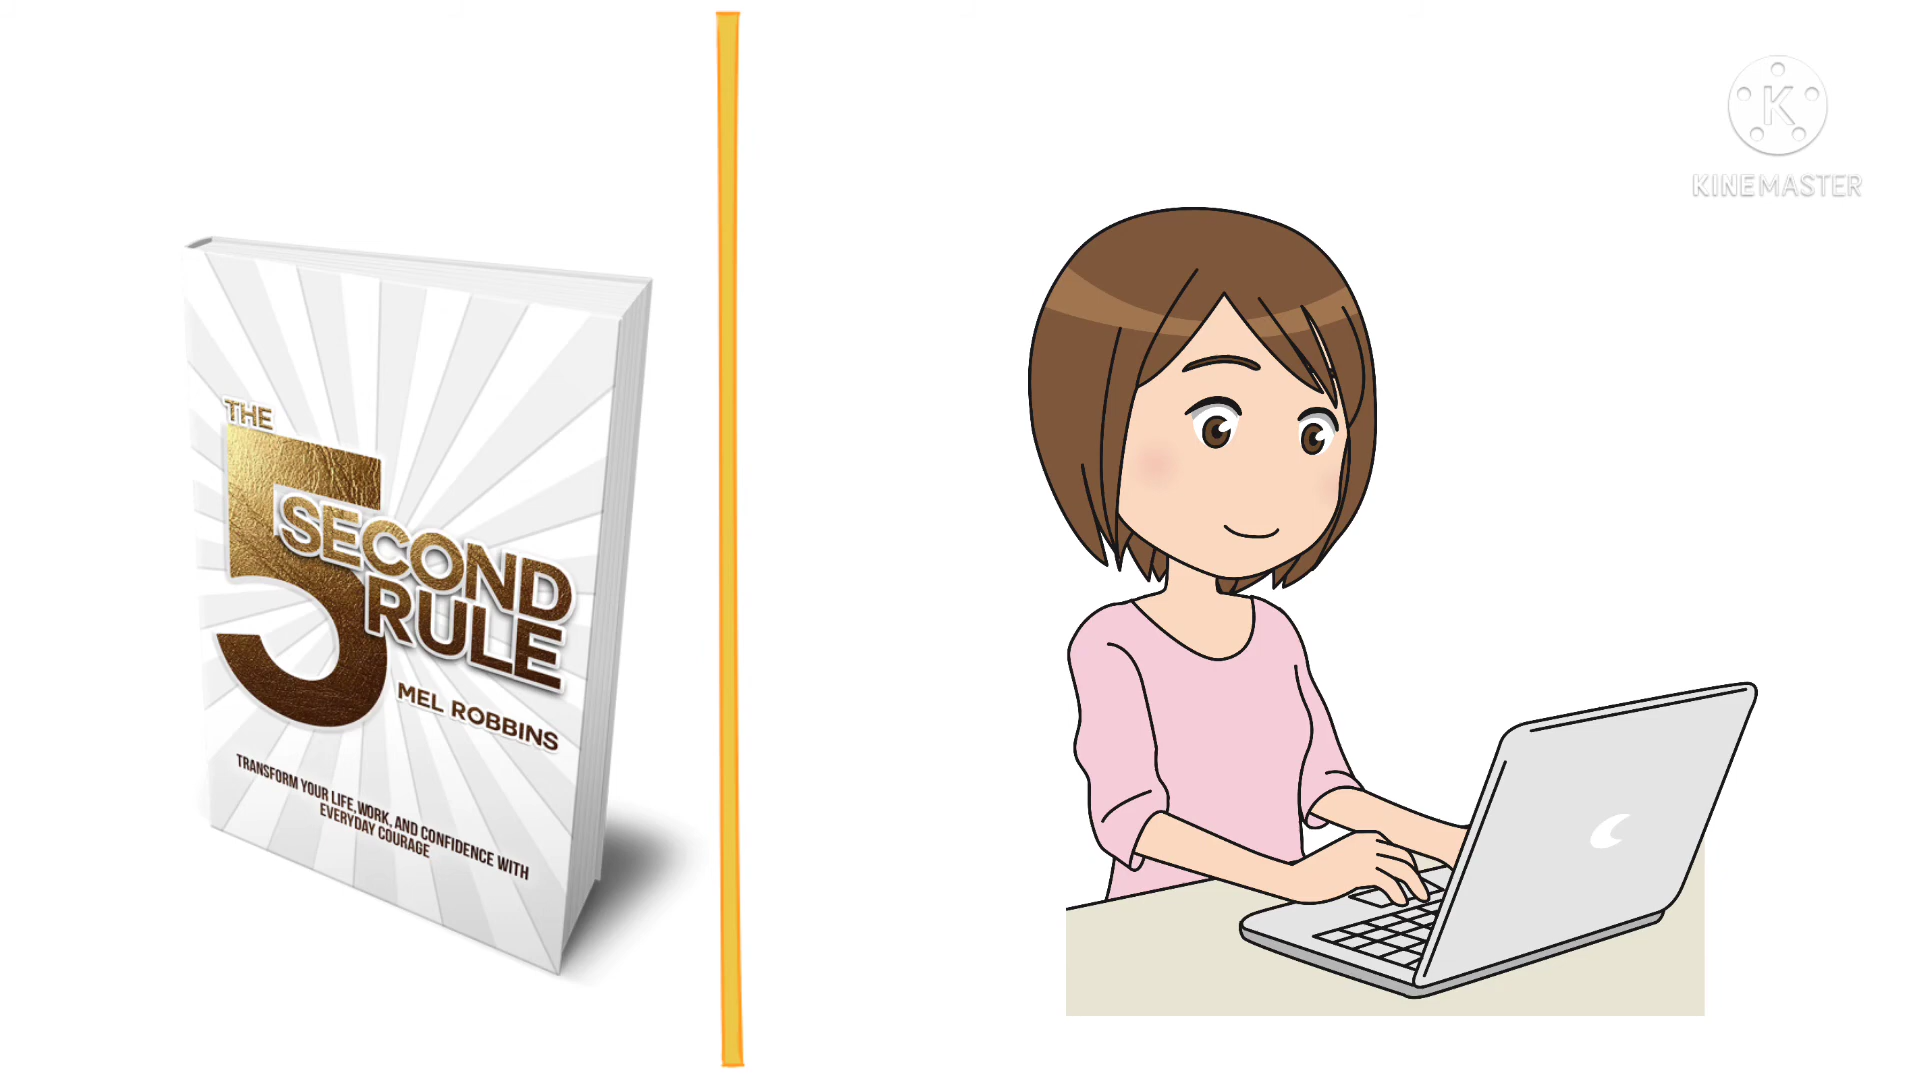 THE
5
SECOND
RULE
MEL ROBBINS
TRANSFORM YOUR LIFE, WORK, AND CONFIDENCE WITH
EVERYDAY COURAGE
K
KINEMASTER